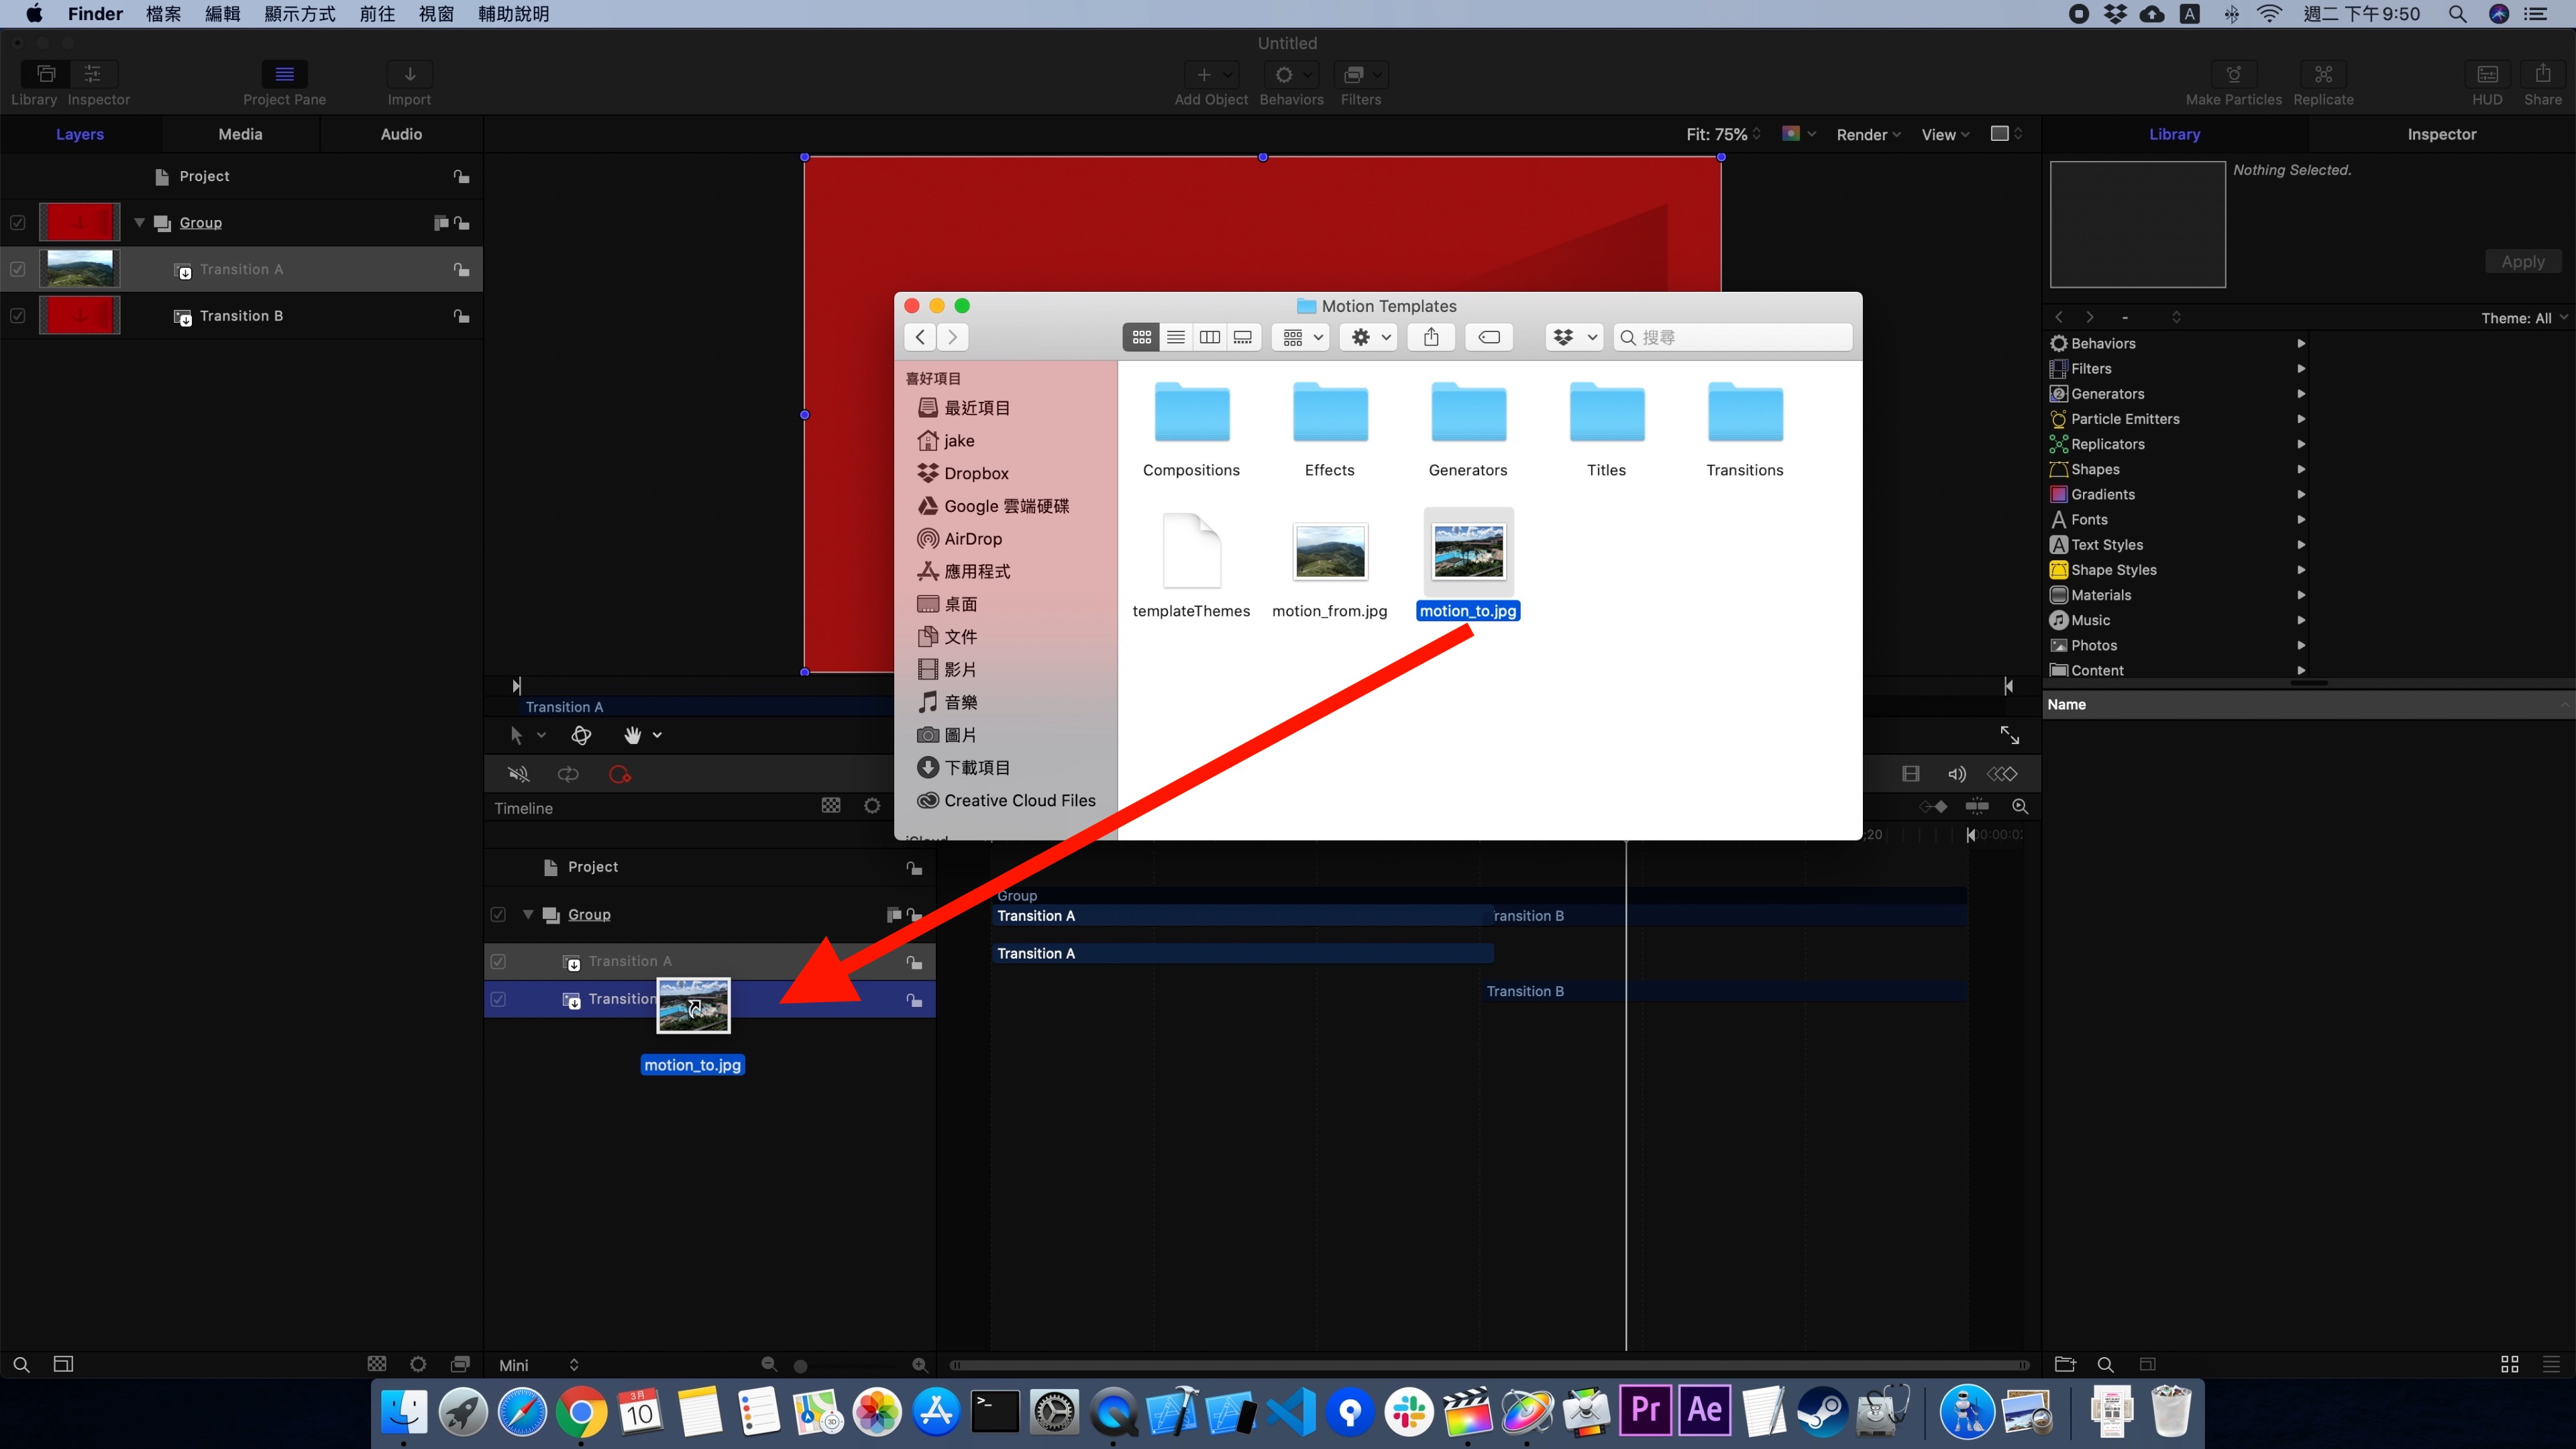 Finder 檔案 編輯 顯示方式 前往 視窗 輔助說明
A 週二 下午9:50
Untitled
Library Inspector Project Pane Import Add Object Behaviors Filters Make Particles Replicate HUD Share
Layers Media Audio
Fit: 75% Render View
Library Inspector
Project
Group
Transition A
Transition B
Nothing Selected.
Apply
Theme: All
Behaviors
Filters
Generators
Particle Emitters
Replicators
Shapes
Gradients
Fonts
Text Styles
Shape Styles
Materials
Music
Photos
Content
Name
Motion Templates
搜尋
喜好項目
最近項目
jake
Dropbox
Google 雲端硬碟
AirDrop
應用程式
桌面
文件
影片
音樂
圖片
下載項目
Creative Cloud Files
Compositions Effects Generators Titles Transitions
templateThemes motion_from.jpg motion_to.jpg
Transition A
Timeline
Project
Group
Transition A
Transition
motion_to.jpg
Group
Transition A ransition B
Transition A
Transition B
Mini
3月
10
3D
Pr Ae